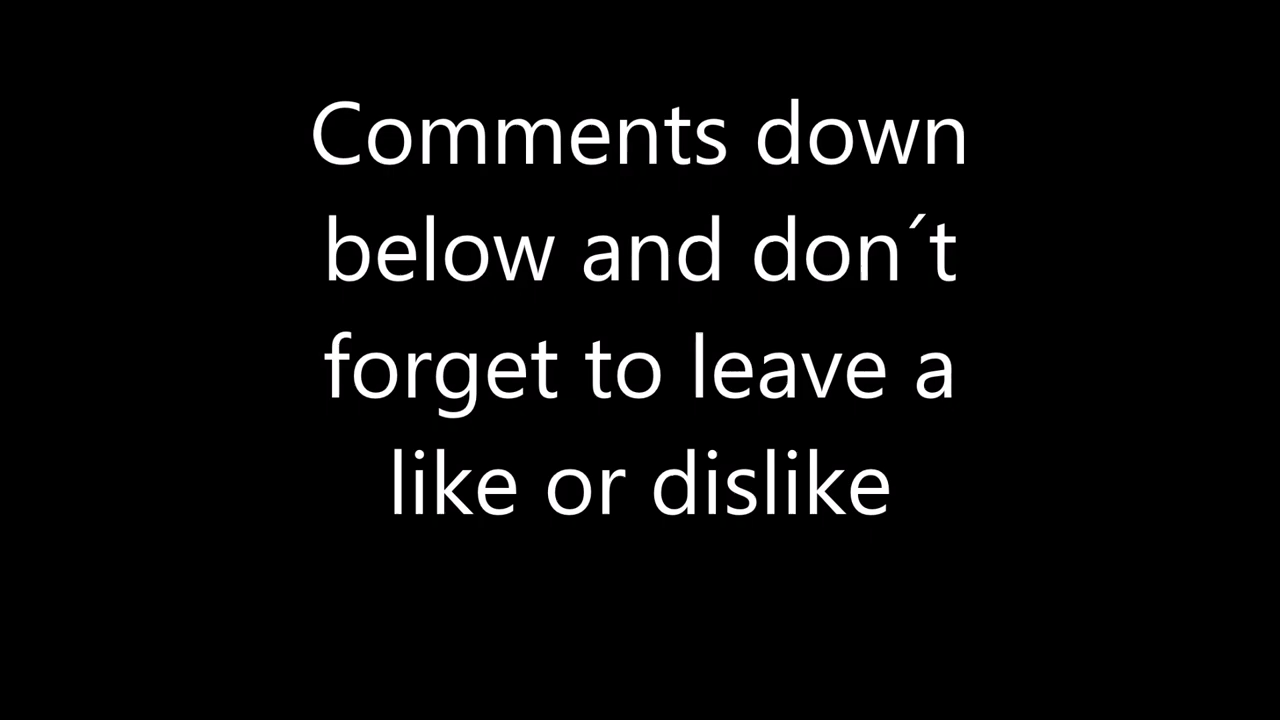 Comments down
below and don´t
forget to leave a
like or dislike